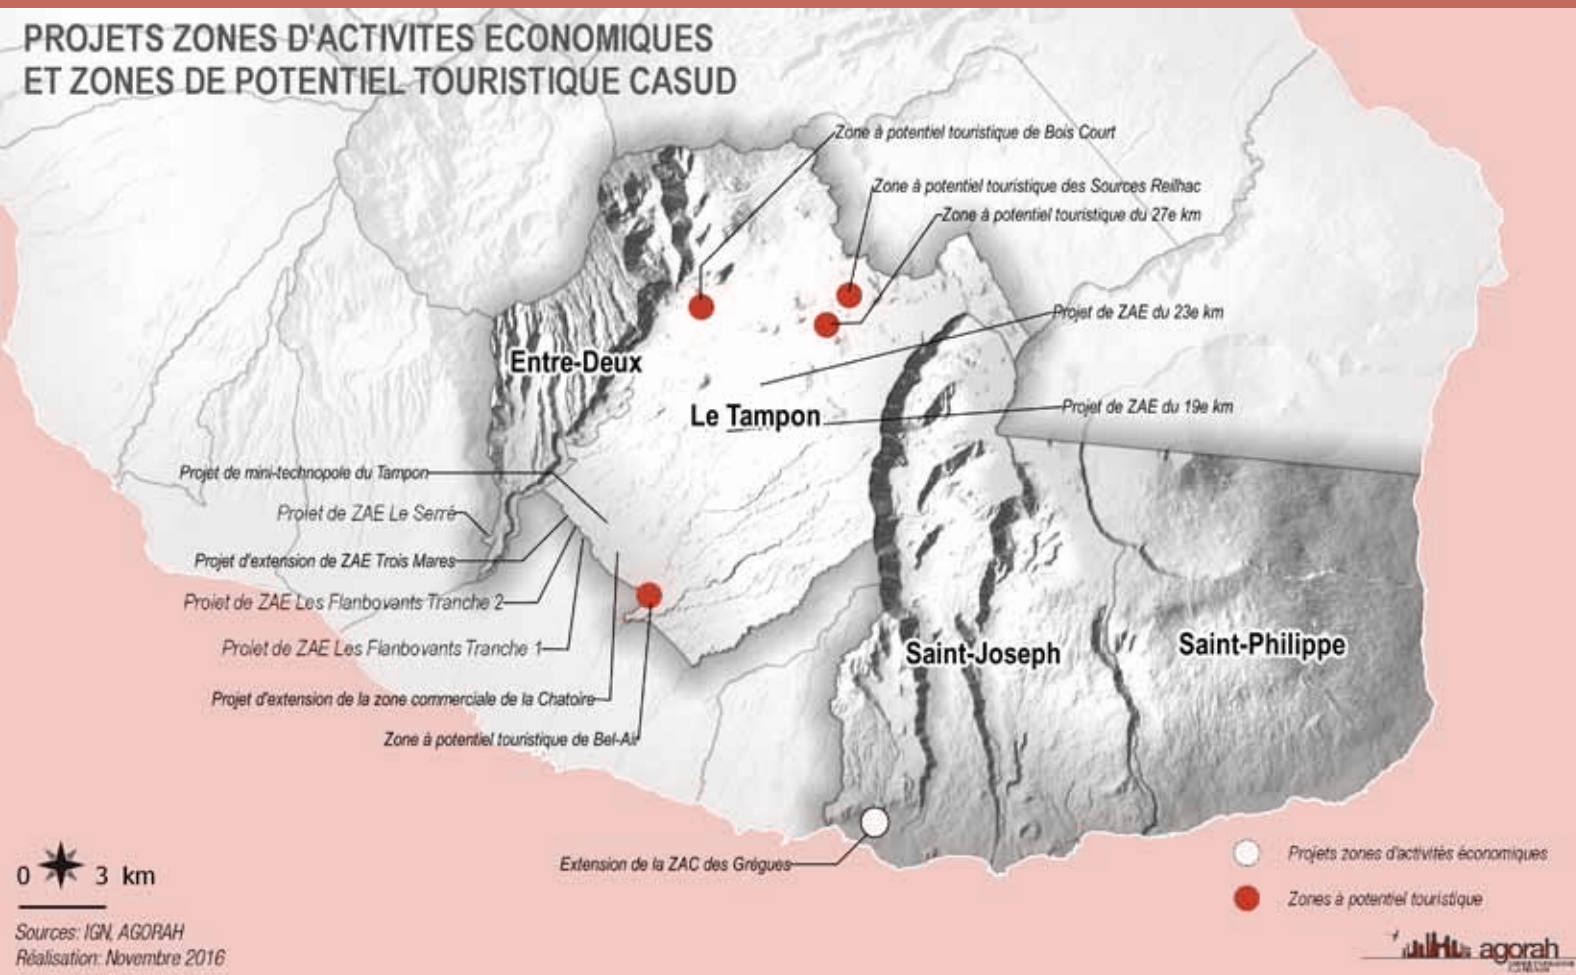 PROJETS ZONES D'ACTIVITES ECONOMIQUES
ET ZONES DE POTENTIEL TOURISTIQUE CASUD
Zone à potentiel touristique de Bois Court
Zone à potentiel touristique des Sources Reilhac
Zone à potentiel touristique du 27e km
Projet de ZAE du 23e km
Entre-Deux
Le Tampon
Projet de ZAE du 19e km
Projet de mini-technopole du Tampon
Projet de ZAE Le Serré
Projet d'extension de ZAE Trois Mares
Projet de ZAE Les Flanboyants Tranche 2
Projet de ZAE Les Flanboyants Tranche 1
Saint-Joseph
Saint-Philippe
Projet d'extension de la zone commerciale de la Chatoire
Zone à potentiel touristique de Bel-Air
Extension de la ZAC des Grégues
Projets zones d'activités économiques
Zones à potentiel touristique
0 3 km
Sources: IGN, AGORAH
Réalisation: Novembre 2016
agorah